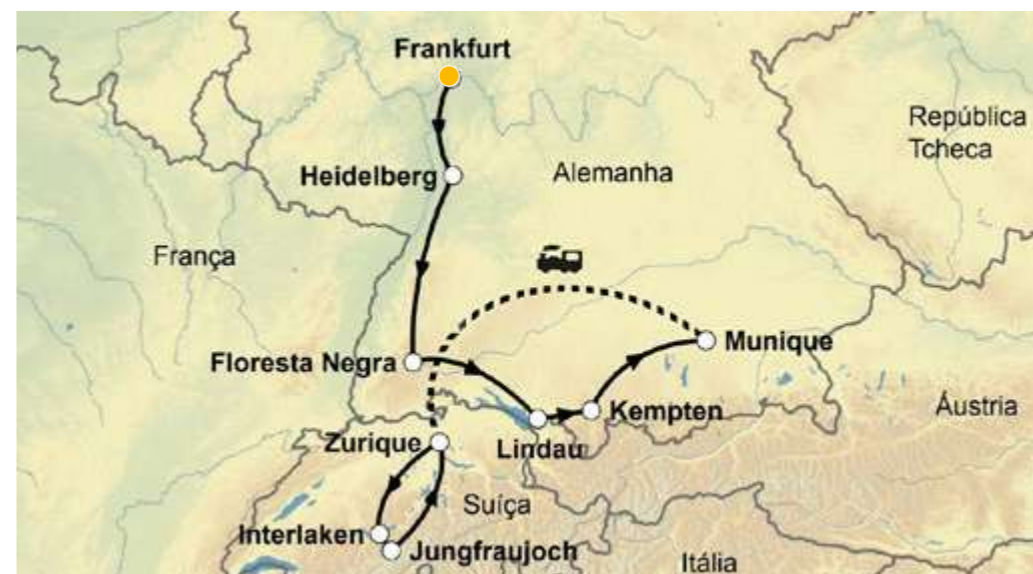 Frankfurt
República
Tcheca
Heidelberg
Alemanha
França
Munique
Floresta Negra
Kempten
Áustria
Zurique
Lindau
Suíça
Interlaken
Jungfraujoch
Itália